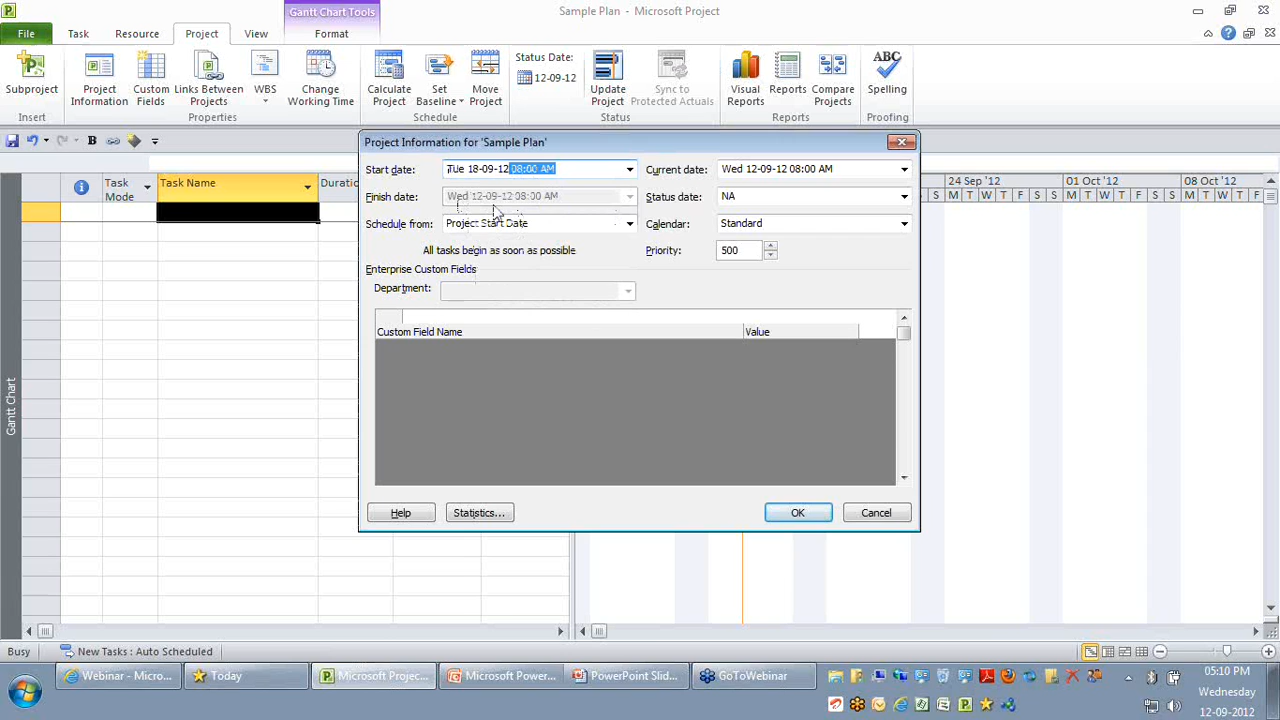 Gantt Chart Tools
Sample Plan - Microsoft Project
File Task Resource Project View Format
Status Date:
12-09-12
Subproject
Project Information
Custom Fields
Links Between Projects
WBS
Change Working Time
Calculate Project
Set Baseline
Move Project
Update Project
Sync to Protected Actuals
Visual Reports
Reports
Compare Projects
ABC
Spelling
Insert Properties Schedule Status Reports Proofing
B
Project Information for 'Sample Plan'
Start date: Tue 18-09-12 08:00 AM Current date: Wed 12-09-12 08:00 AM
Finish date: Wed 12-09-12 08:00 AM Status date: NA
Schedule from: Project Start Date Calendar: Standard
All tasks begin as soon as possible Priority: 500
Enterprise Custom Fields
Department:
Custom Field Name Value
Help Statistics... OK Cancel
Task Mode
Task Name
Duratio
24 Sep '12 01 Oct '12 08 Oct '12
M T W T F S S M T W T F S S M T W T F S
Gantt Chart
Busy New Tasks : Auto Scheduled
Webinar - Micro... Today Microsoft Projec... Microsoft Power... PowerPoint Slid... GoToWebinar
05:10 PM
Wednesday
12-09-2012